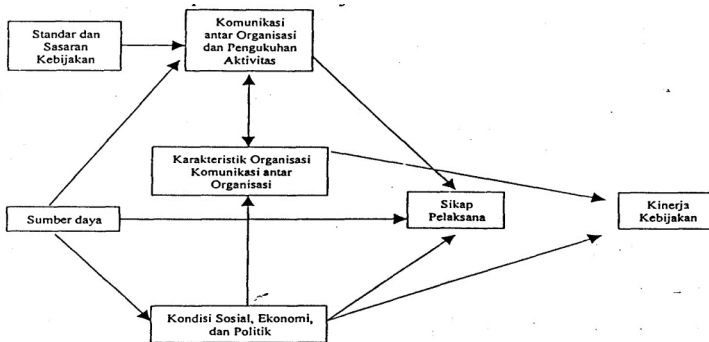 Standar dan
Sasaran
Kebijakan
Komunikasi
antar Organisasi
dan Pengukuhan
Aktivitas
Karakteristik Organisasi
Komunikasi antar
Organisasi
Sumber daya
Sikap
Pelaksana
Kinerja
Kebijakan
Kondisi Sosial, Ekonomi,
dan Politik